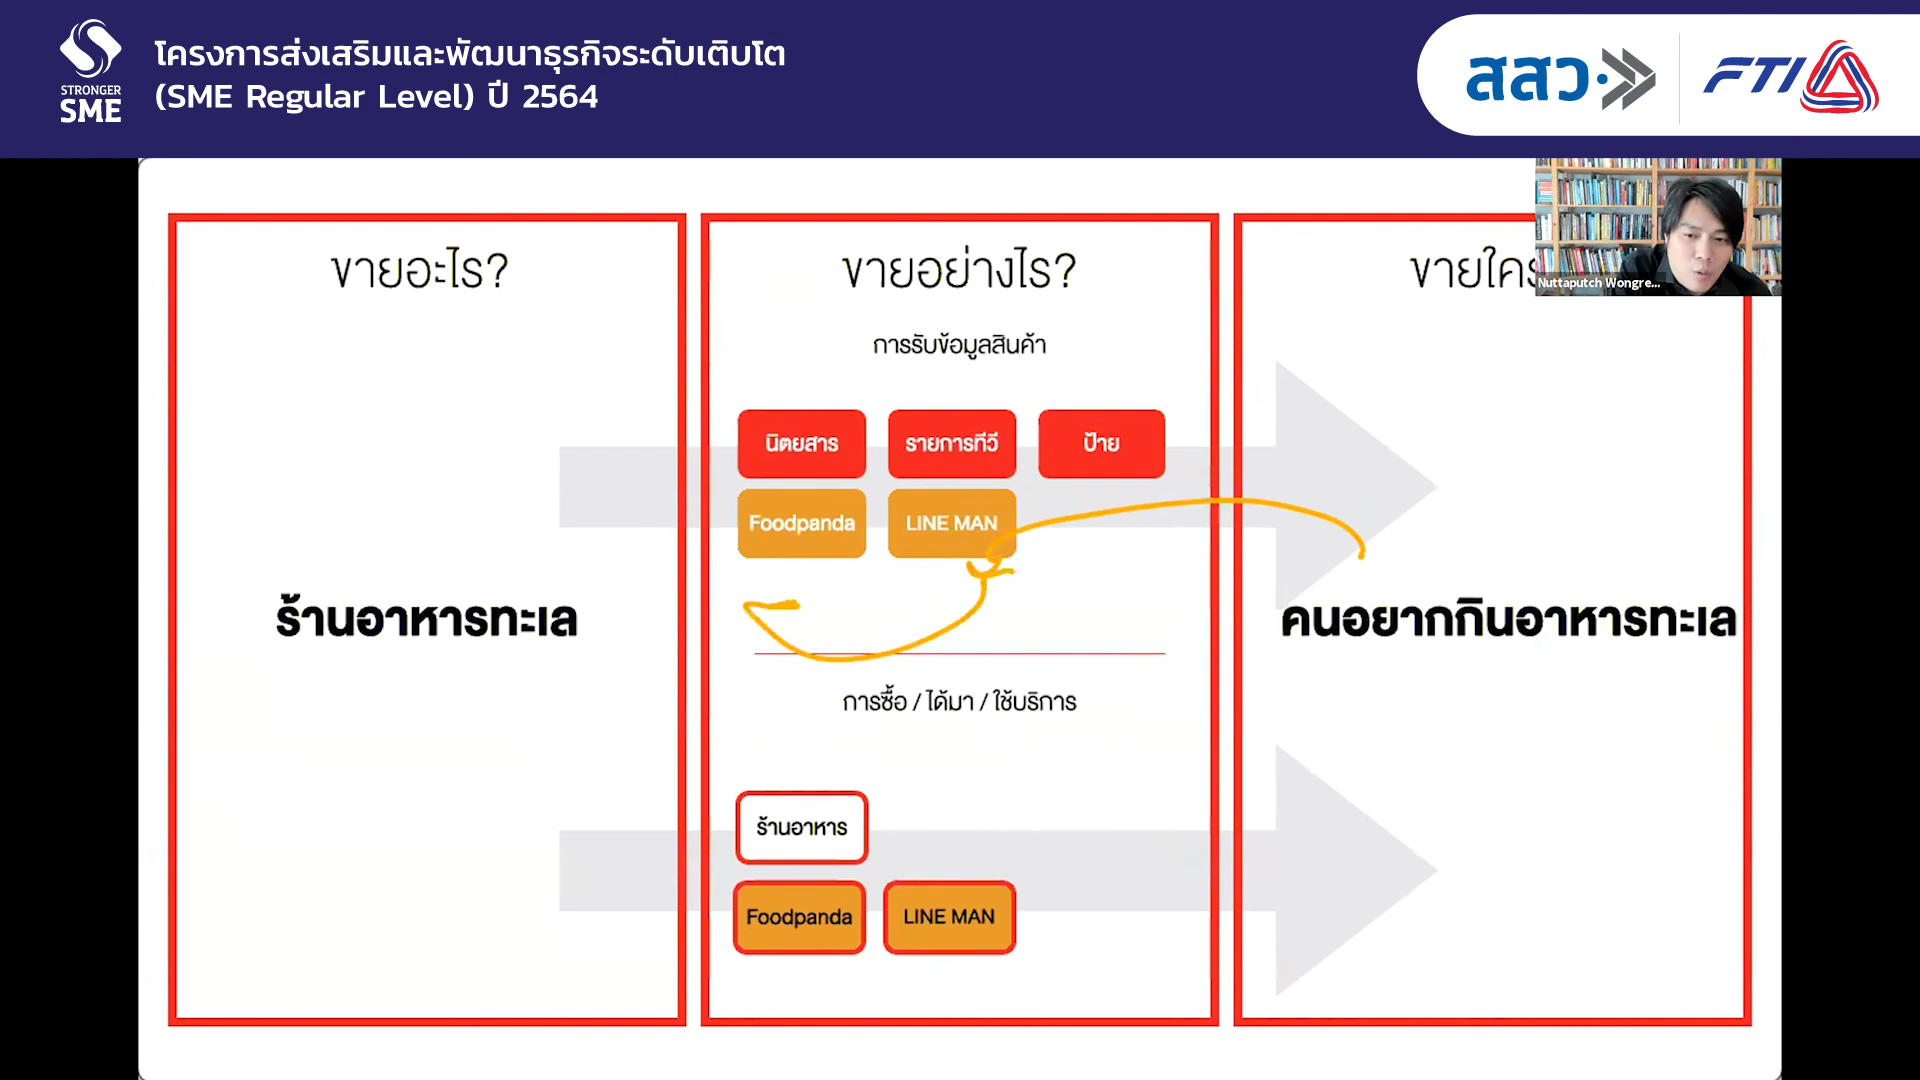 STRONGER
SME
โครงการส่งเสริมและพัฒนาธุรกิจระดับเติบโต
(SME Regular Level) ปี 2564
สสว
FTI
Nuttaputch Wongre...
ขายอะไร?
ร้านอาหารทะเล
ขายอย่างไร?
การรับข้อมูลสินค้า
นิตยสาร รายการทีวี ป้าย
Foodpanda LINE MAN
การซื้อ / ได้มา / ใช้บริการ
ร้านอาหาร
Foodpanda LINE MAN
ขายใคร
คนอยากกินอาหารทะเล